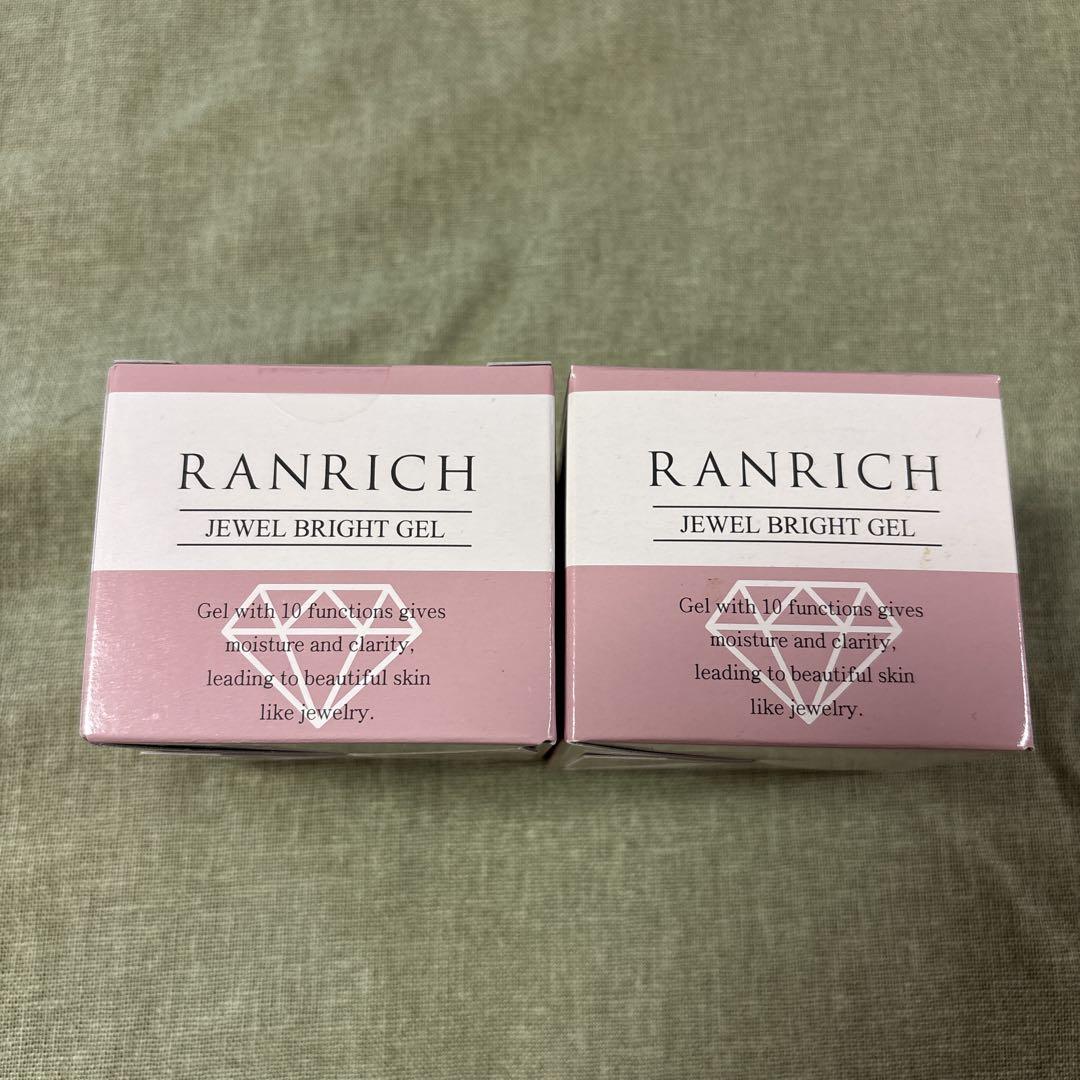 RANRICH
JEWEL BRIGHT GEL
Gel with 10 functions gives
moisture and clarity,
leading to beautiful skin
like jewelry.
RANRICH
JEWEL BRIGHT GEL
Gel with 10 functions gives
moisture and clarity,
leading to beautiful skin
like jewelry.